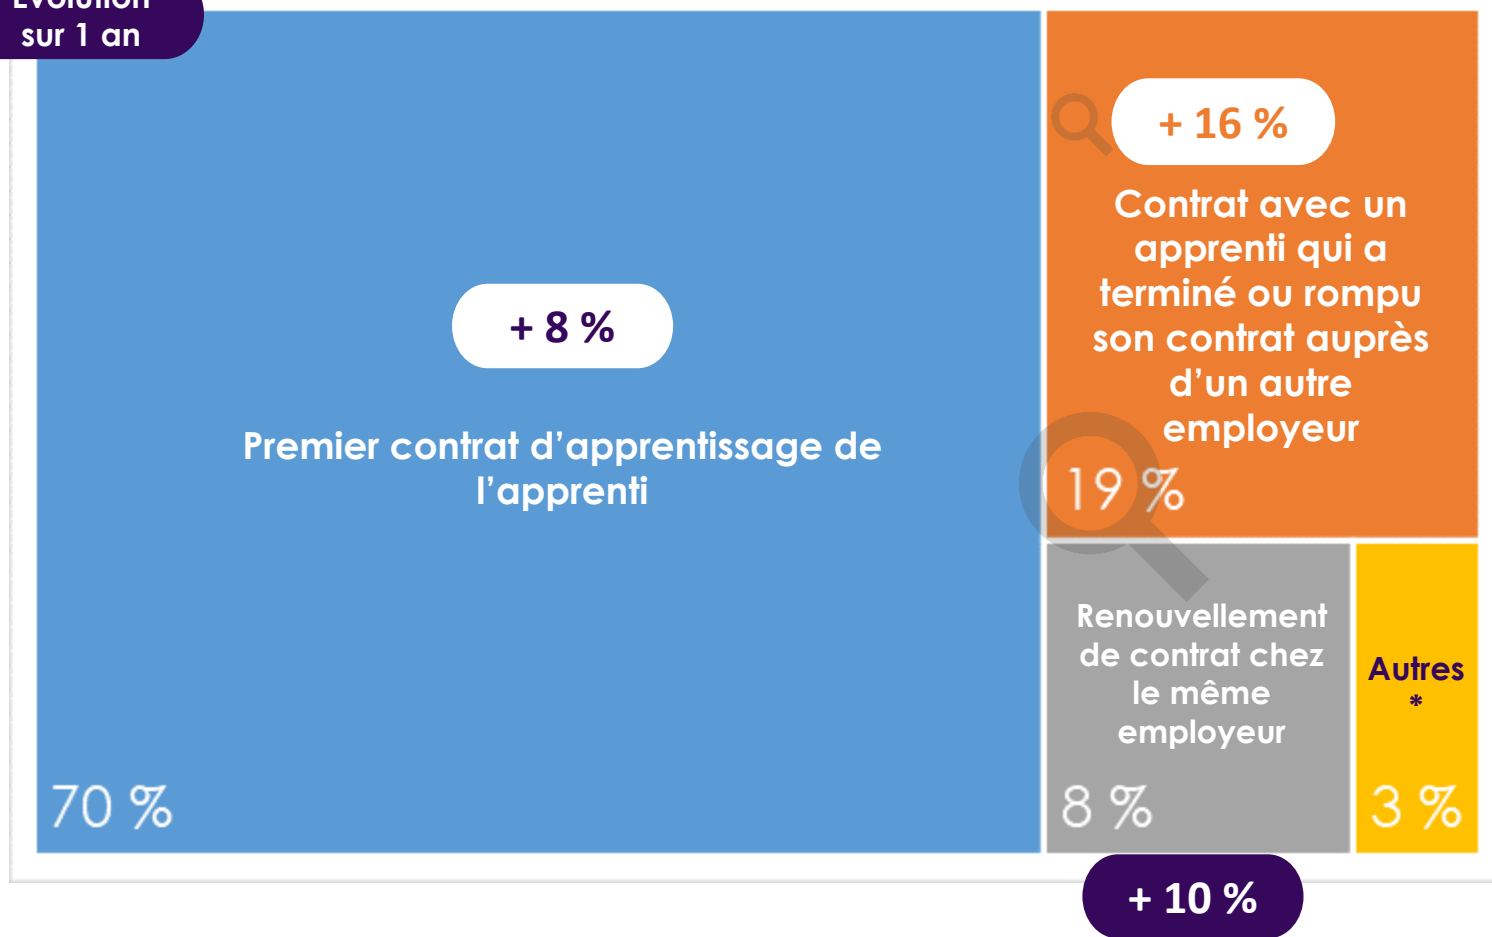 Évolution
sur 1 an
+ 8 %
Premier contrat d’apprentissage de
l’apprenti
70 %
+ 16 %
Contrat avec un
apprenti qui a
terminé ou rompu
son contrat auprès
d’un autre
employeur
19 %
Renouvellement
de contrat chez
le même
employeur
8 %
+ 10 %
Autres
*
3 %